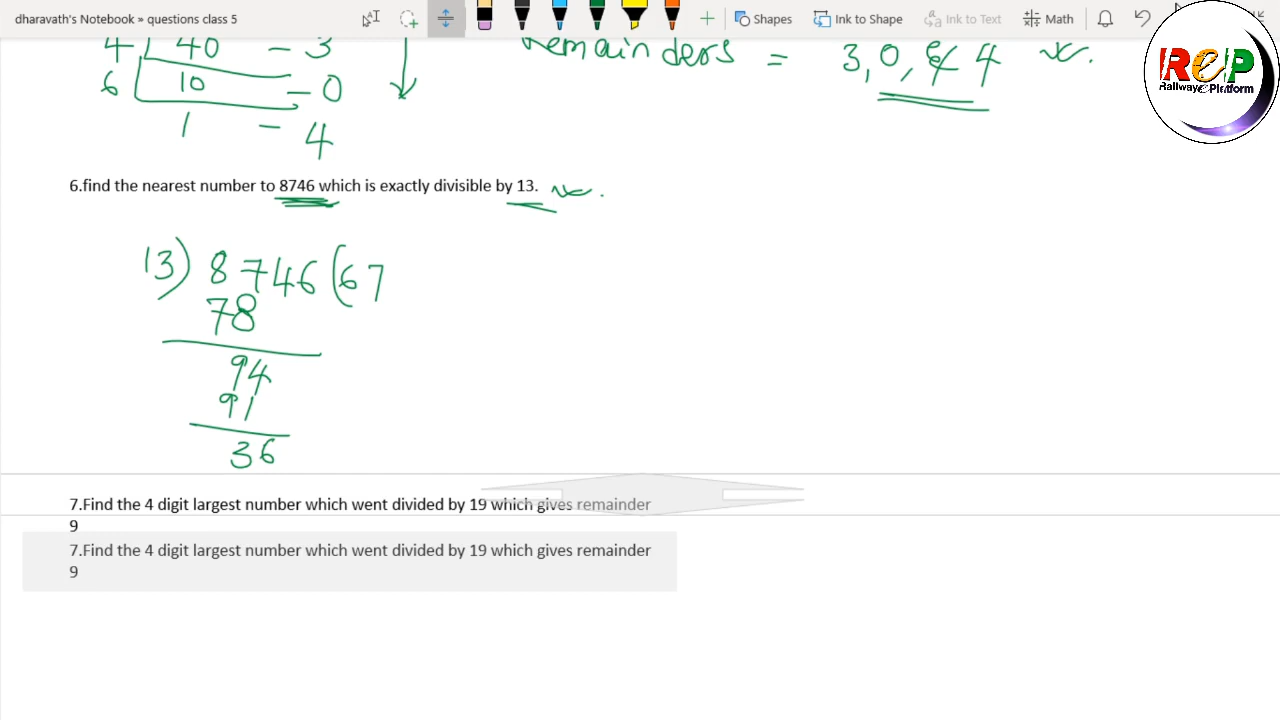 dharavath's Notebook » questions class 5
Shapes
Ink to Shape
Ink to Text
Math
ReP
Railway e Platform
4 40 - 3
6 10 - 0
1 - 4
Remainders = 3, 0, & 4
6.find the nearest number to 8746 which is exactly divisible by 13.
13) 8746 (67
78
94
91
36
7.Find the 4 digit largest number which went divided by 19 which gives remainder
9
7.Find the 4 digit largest number which went divided by 19 which gives remainder
9